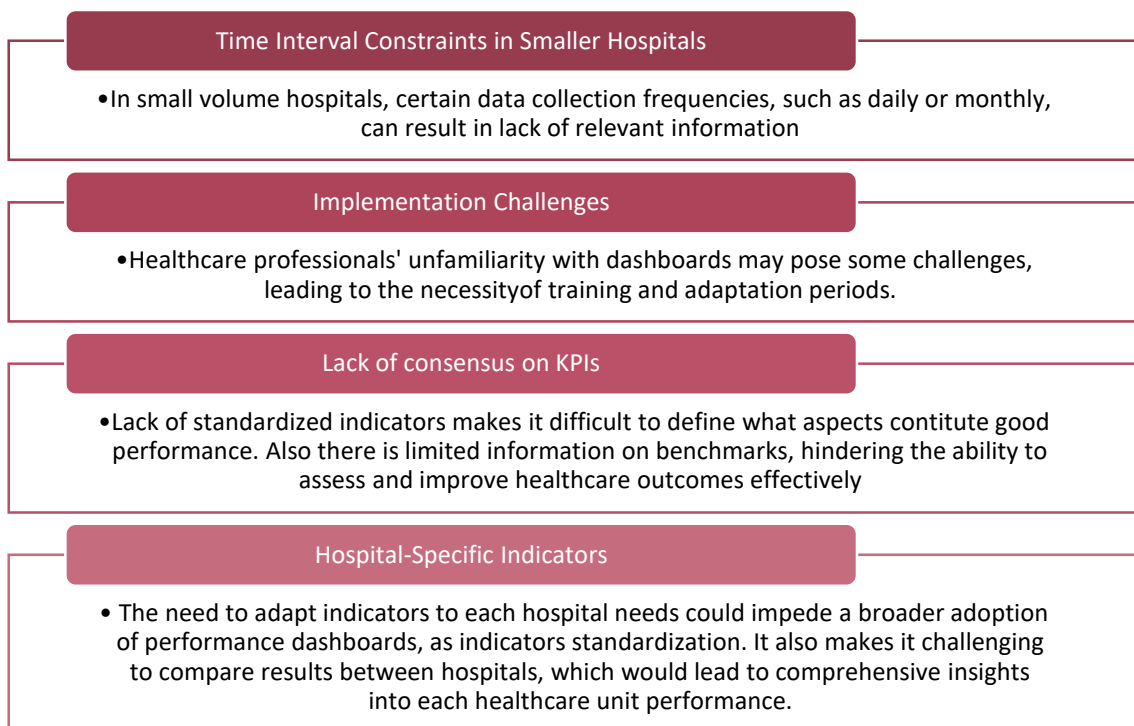 Time Interval Constraints in Smaller Hospitals
•In small volume hospitals, certain data collection frequencies, such as daily or monthly,
can result in lack of relevant information
Implementation Challenges
•Healthcare professionals' unfamiliarity with dashboards may pose some challenges,
leading to the necessityof training and adaptation periods.
Lack of consensus on KPIs
•Lack of standardized indicators makes it difficult to define what aspects contitute good
performance. Also there is limited information on benchmarks, hindering the ability to
assess and improve healthcare outcomes effectively
Hospital-Specific Indicators
• The need to adapt indicators to each hospital needs could impede a broader adoption
of performance dashboards, as indicators standardization. It also makes it challenging
to compare results between hospitals, which would lead to comprehensive insights
into each healthcare unit performance.